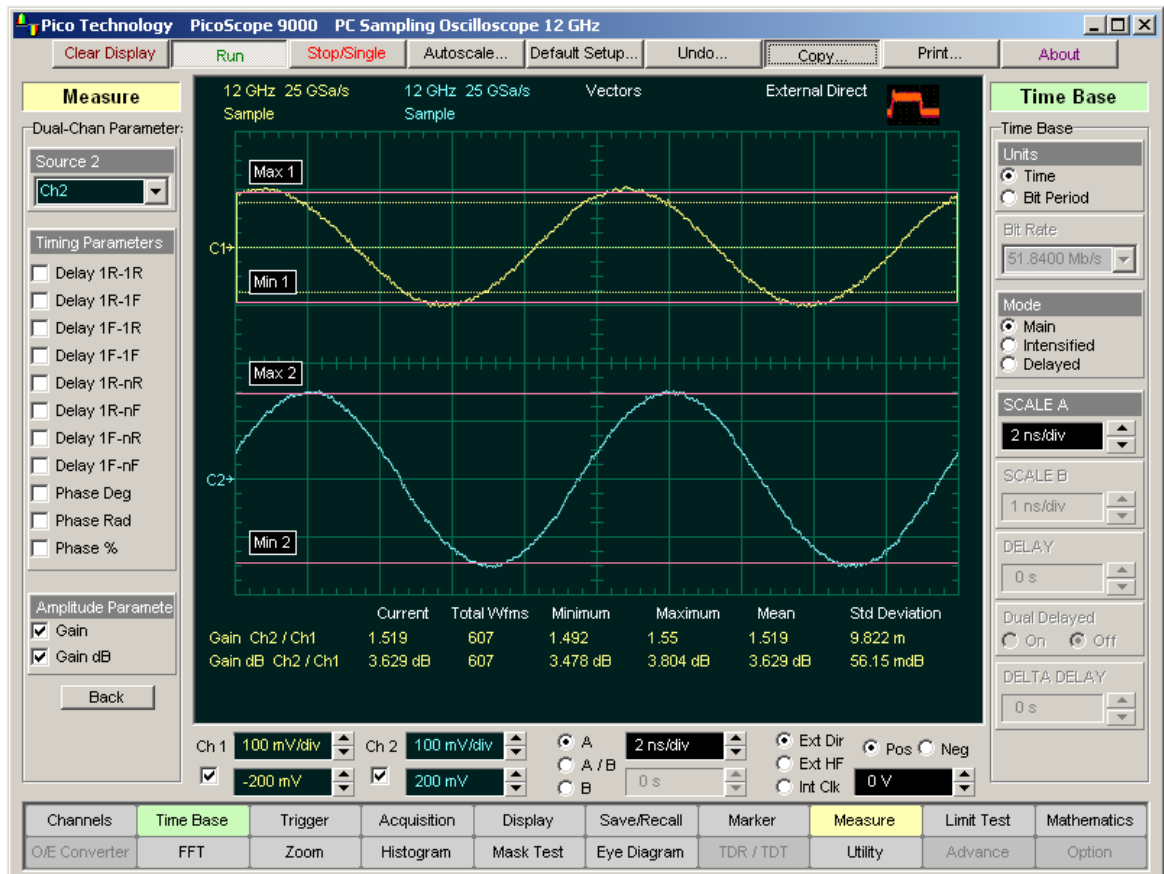 Pico Technology PicoScope 9000 PC Sampling Oscilloscope 12 GHz
Clear Display Run Stop/Single Autoscale... Default Setup... Undo... Copy... Print... About
Measure
Dual-Chan Parameter:
Source 2
Ch2
Timing Parameters
Delay 1R-1R
Delay 1R-1F
Delay 1F-1R
Delay 1F-1F
Delay 1R-nR
Delay 1R-nF
Delay 1F-nR
Delay 1F-nF
Phase Deg
Phase Rad
Phase %
Amplitude Paramete
Gain
Gain dB
Back
12 GHz 25 GSa/s 12 GHz 25 GSa/s Vectors External Direct
Sample Sample
Max 1
C1
Min 1
Max 2
C2
Min 2
Current Total Wfms Minimum Maximum Mean Std Deviation
Gain Ch2 / Ch1 1.519 607 1.492 1.55 1.519 9.822 m
Gain dB Ch2 / Ch1 3.629 dB 607 3.478 dB 3.804 dB 3.629 dB 56.15 mdB
Time Base
Time Base
Units
Time
Bit Period
Bit Rate
51.8400 Mb/s
Mode
Main
Intensified
Delayed
SCALE A
2 ns/div
SCALE B
1 ns/div
DELAY
0 s
Dual Delayed
On Off
DELTA DELAY
0 s
Ch 1 100 mV/div Ch 2 100 mV/div A 2 ns/div Ext Dir Pos Neg
A / B Ext HF
-200 mV 200 mV B 0 s Int Clk 0 V
Channels Time Base Trigger Acquisition Display Save/Recall Marker Measure Limit Test Mathematics
O/E Converter FFT Zoom Histogram Mask Test Eye Diagram TDR / TDT Utility Advance Option